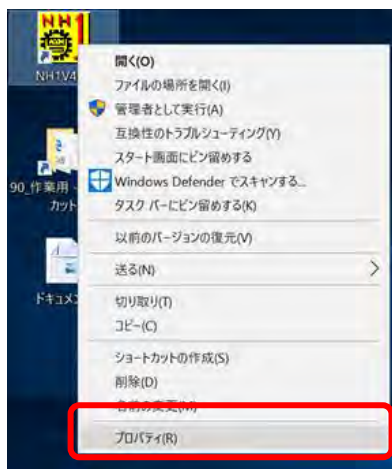 NH1
NH1V4
90_作業用 -
カット
ドキュメン
開く(O)
ファイルの場所を開く(I)
管理者として実行(A)
互換性のトラブルシューティング(Y)
スタート画面にピン留めする
Windows Defender でスキャンする...
タスク バーにピン留めする(K)
以前のバージョンの復元(V)
送る(N)
切り取り(T)
コピー(C)
ショートカットの作成(S)
削除(D)
名前の変更(M)
プロパティ(R)